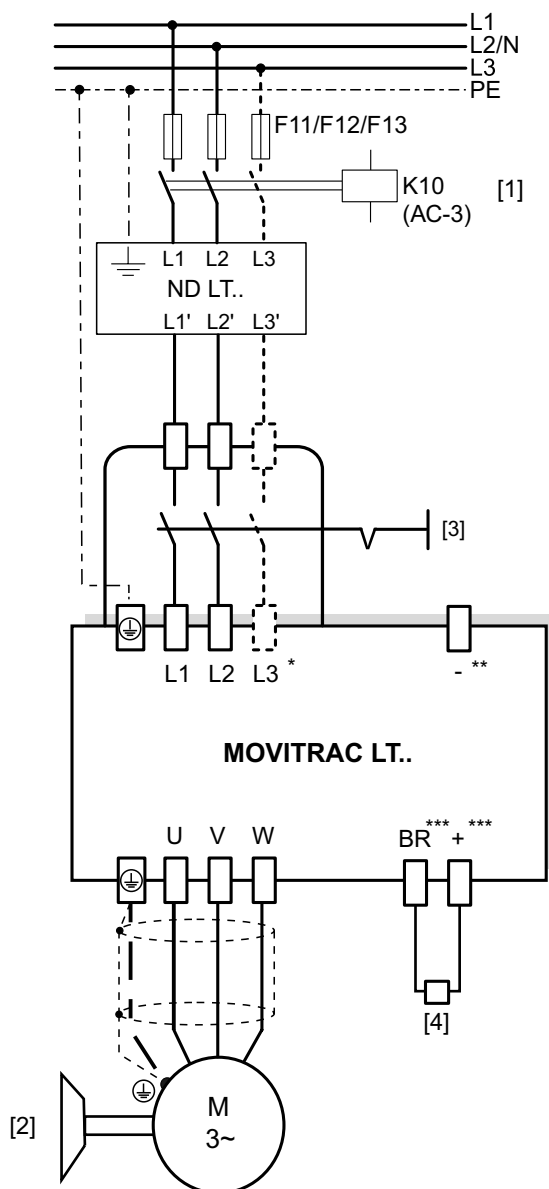 L1
L2/N
L3
PE
F11/F12/F13
K10
(AC-3)
[1]
L1 L2 L3
ND LT..
L1' L2' L3'
[3]
L1 L2 L3 *
- **
MOVITRAC LT..
U V W
BR *** + ***
[4]
[2]
M
3~